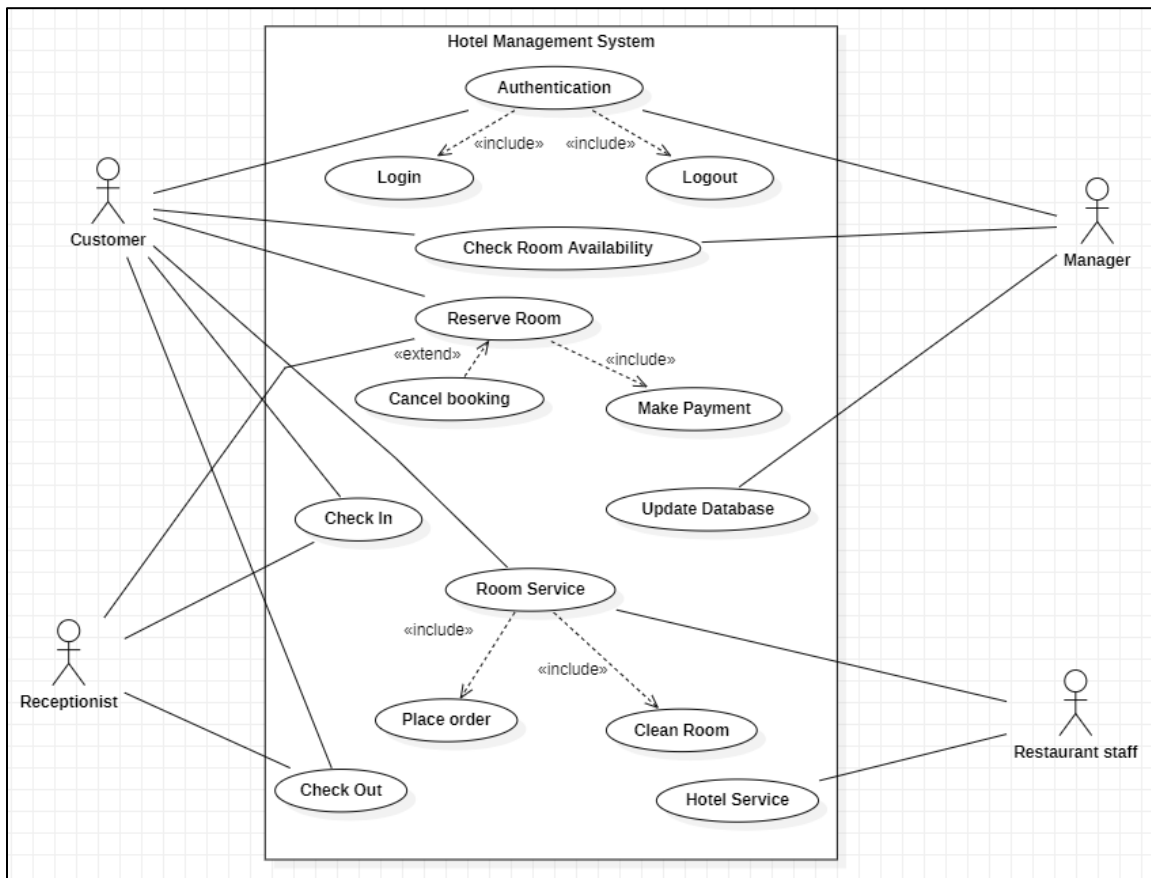 Hotel Management System
Authentication
«include»
«include»
Login
Logout
Customer
Check Room Availability
Manager
Reserve Room
«extend»
«include»
Cancel booking
Make Payment
Update Database
Check In
Room Service
«include»
«include»
Receptionist
Place order
Clean Room
Restaurant staff
Check Out
Hotel Service